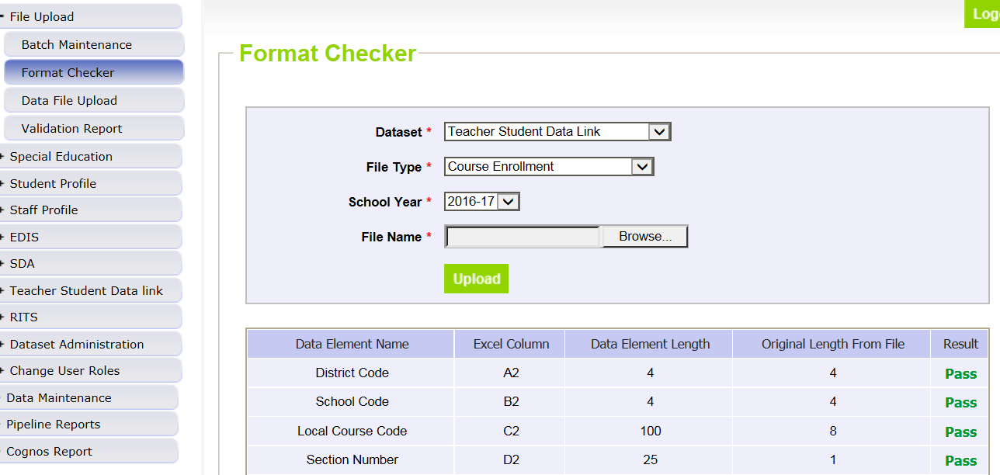 File Upload
Batch Maintenance
Format Checker
Data File Upload
Validation Report
Special Education
Student Profile
Staff Profile
EDIS
SDA
Teacher Student Data link
RITS
Dataset Administration
Change User Roles
Data Maintenance
Pipeline Reports
Cognos Report
Log
Format Checker
Dataset * Teacher Student Data Link
File Type * Course Enrollment
School Year * 2016-17
File Name * Browse...
Upload
Data Element Name Excel Column Data Element Length Original Length From File Result
District Code A2 4 4 Pass
School Code B2 4 4 Pass
Local Course Code C2 100 8 Pass
Section Number D2 25 1 Pass